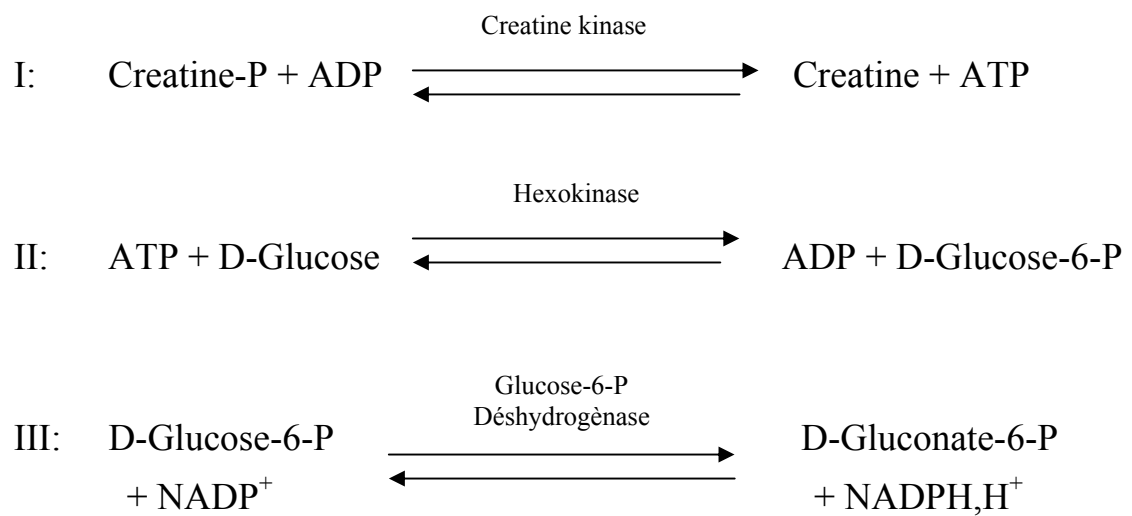 Creatine kinase
I: Creatine-P + ADP Creatine + ATP
Hexokinase
II: ATP + D-Glucose ADP + D-Glucose-6-P
Glucose-6-P
Déshydrogènase
III: D-Glucose-6-P D-Gluconate-6-P
+ NADP⁺ + NADPH,H⁺